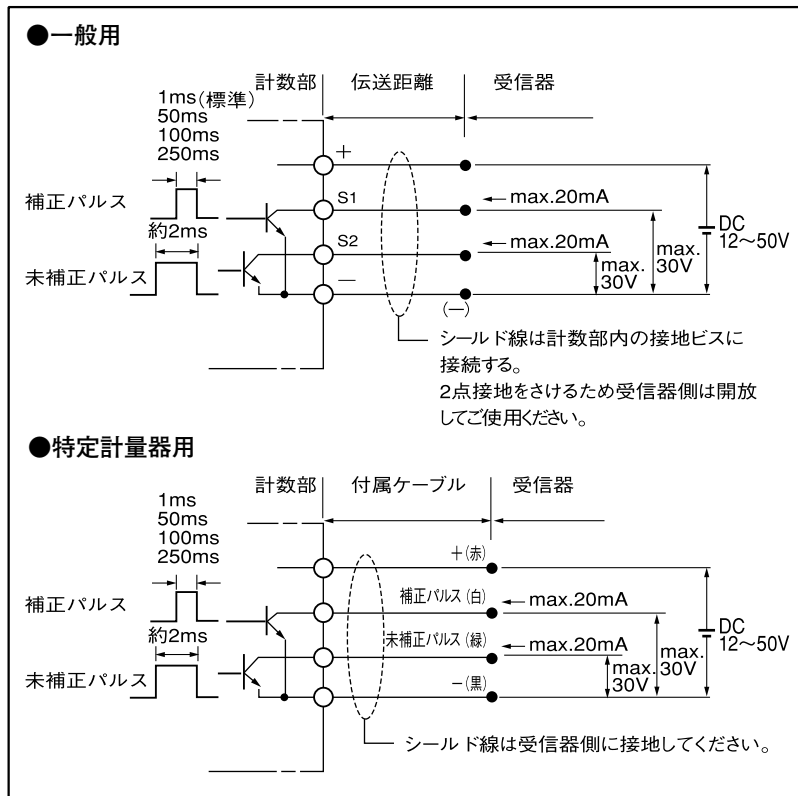 ●一般用
計数部
伝送距離
受信器
1ms(標準)
50ms
100ms
250ms
+
補正パルス
S1
max.20mA
約2ms
S2
max.20mA
max.
30V
max.
30V
DC
12〜50V
未補正パルス
−
(−)
シールド線は計数部内の接地ビスに
接続する。
2点接地をさけるため受信器側は開放
してご使用ください。
●特定計量器用
計数部
付属ケーブル
受信器
1ms
50ms
100ms
250ms
+(赤)
補正パルス
補正パルス(白)
max.20mA
約2ms
未補正パルス(緑)
max.20mA
max.
30V
max.
30V
DC
12〜50V
未補正パルス
−(黒)
シールド線は受信器側に接地してください。